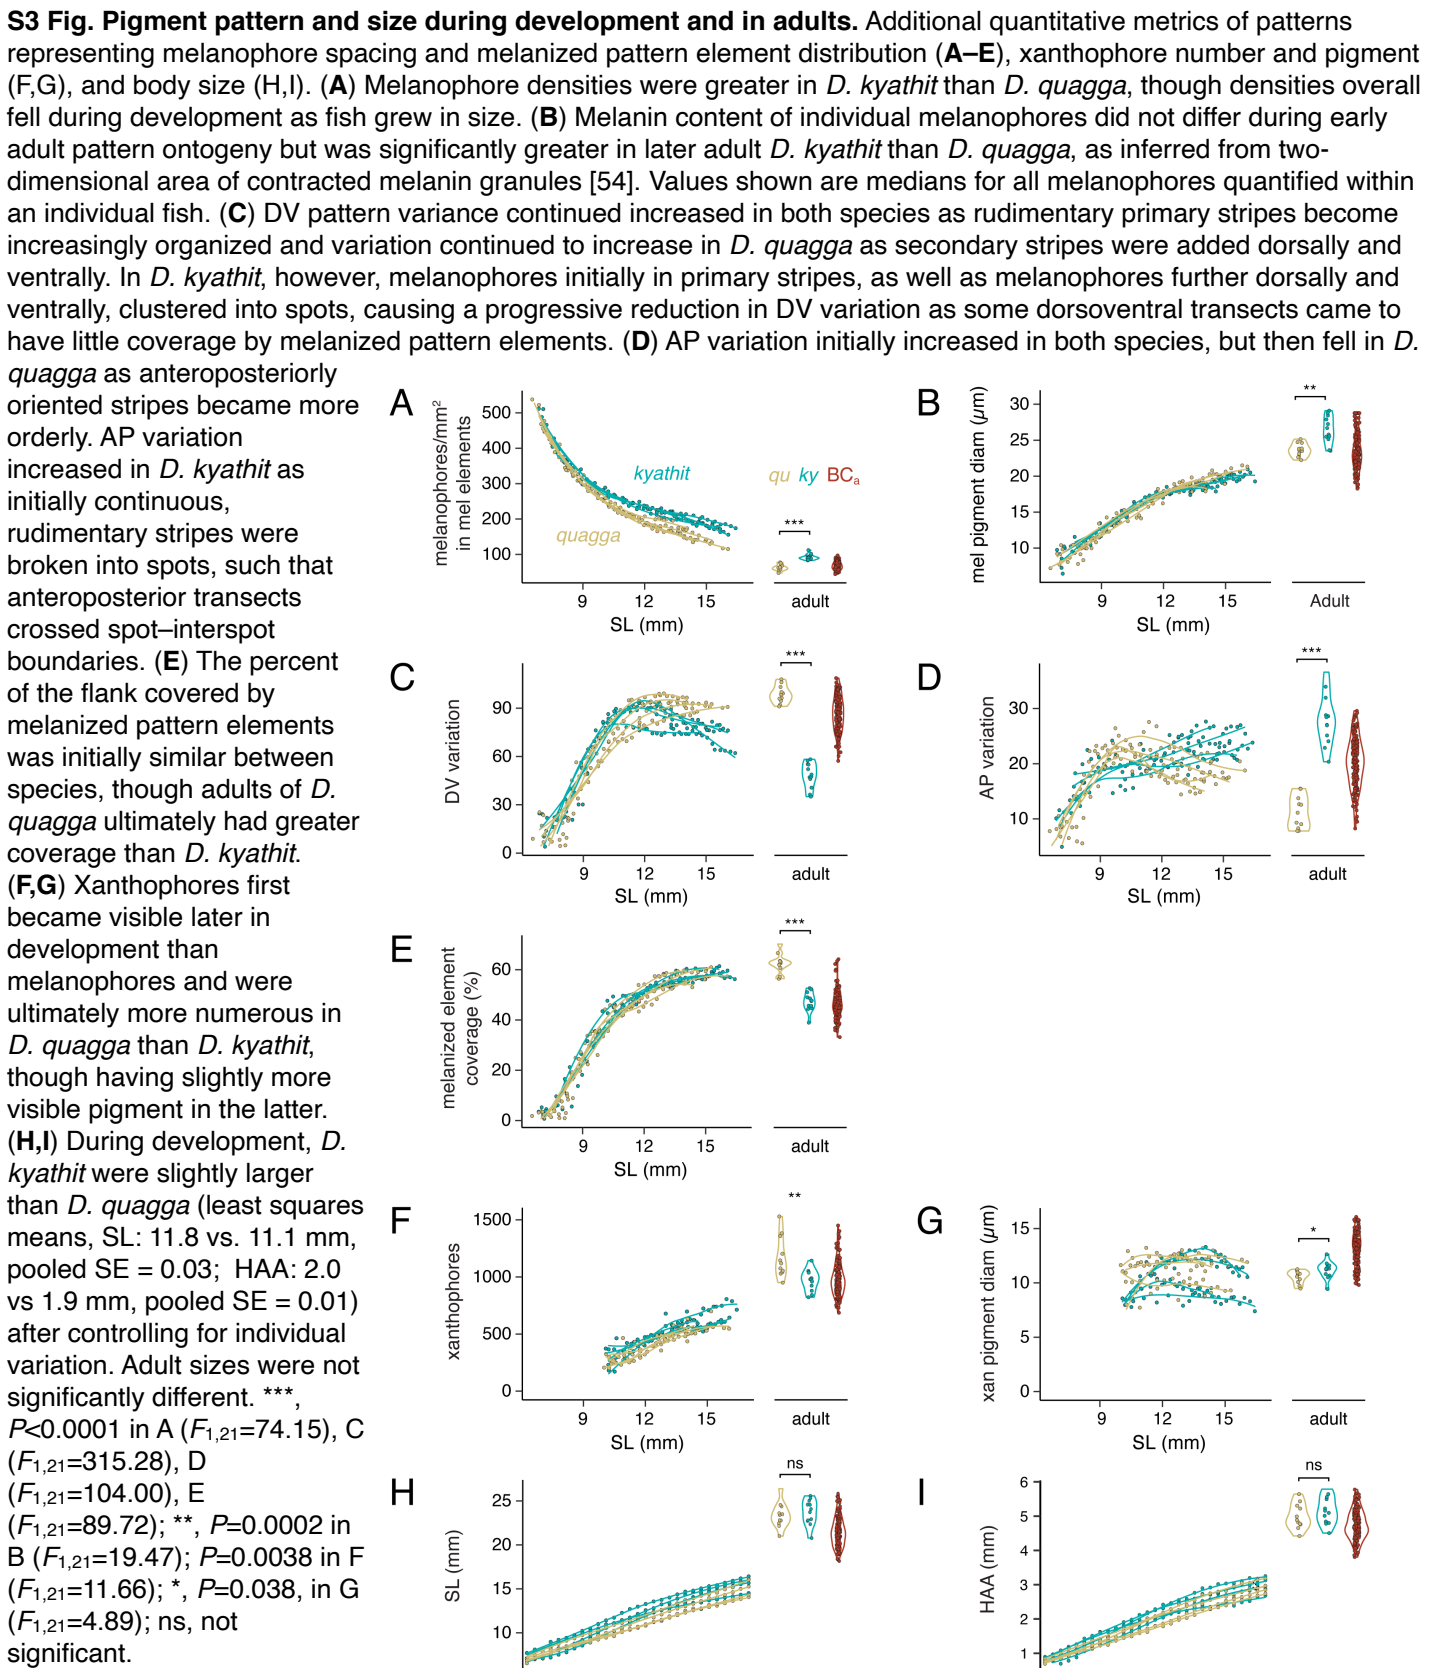 S3 Fig. Pigment pattern and size during development and in adults. Additional quantitative metrics of patterns
representing melanophore spacing and melanized pattern element distribution (A–E), xanthophore number and pigment
(F,G), and body size (H,I). (A) Melanophore densities were greater in D. kyathit than D. quagga, though densities overall
fell during development as fish grew in size. (B) Melanin content of individual melanophores did not differ during early
adult pattern ontogeny but was significantly greater in later adult D. kyathit than D. quagga, as inferred from two-
dimensional area of contracted melanin granules [54]. Values shown are medians for all melanophores quantified within
an individual fish. (C) DV pattern variance continued increased in both species as rudimentary primary stripes become
increasingly organized and variation continued to increase in D. quagga as secondary stripes were added dorsally and
ventrally. In D. kyathit, however, melanophores initially in primary stripes, as well as melanophores further dorsally and
ventrally, clustered into spots, causing a progressive reduction in DV variation as some dorsoventral transects came to
have little coverage by melanized pattern elements. (D) AP variation initially increased in both species, but then fell in D.
quagga as anteroposteriorly
oriented stripes became more
orderly. AP variation
increased in D. kyathit as
initially continuous,
rudimentary stripes were
broken into spots, such that
anteroposterior transects
crossed spot–interspot
boundaries. (E) The percent
of the flank covered by
melanized pattern elements
was initially similar between
species, though adults of D.
quagga ultimately had greater
coverage than D. kyathit.
(F,G) Xanthophores first
became visible later in
development than
melanophores and were
ultimately more numerous in
D. quagga than D. kyathit,
though having slightly more
visible pigment in the latter.
(H,I) During development, D.
kyathit were slightly larger
than D. quagga (least squares
means, SL: 11.8 vs. 11.1 mm,
pooled SE = 0.03; HAA: 2.0
vs 1.9 mm, pooled SE = 0.01)
after controlling for individual
variation. Adult sizes were not
significantly different. ***,
P<0.0001 in A (F1,21=74.15), C
(F1,21=315.28), D
(F1,21=104.00), E
(F1,21=89.72); **, P=0.0002 in
B (F1,21=19.47); P=0.0038 in F
(F1,21=11.66); *, P=0.038, in G
(F1,21=4.89); ns, not
significant.
A
melanophores/mm2
in mel elements
500
400
300
200
100
kyathit
quagga
qu ky BCa
***
9 12 15
adult
SL (mm)
B
mel pigment diam (µm)
30
25
20
15
10
**
9 12 15
Adult
SL (mm)
C
DV variation
90
60
30
0
***
9 12 15
adult
SL (mm)
D
AP variation
30
20
10
***
9 12 15
adult
SL (mm)
E
melanized element
coverage (%)
60
40
20
0
***
9 12 15
adult
SL (mm)
F
xanthophores
1500
1000
500
0
**
9 12 15
adult
SL (mm)
G
xan pigment diam (µm)
15
10
5
0
*
9 12 15
adult
SL (mm)
H
SL (mm)
25
20
15
10
ns
I
HAA (mm)
6
5
4
3
2
1
ns